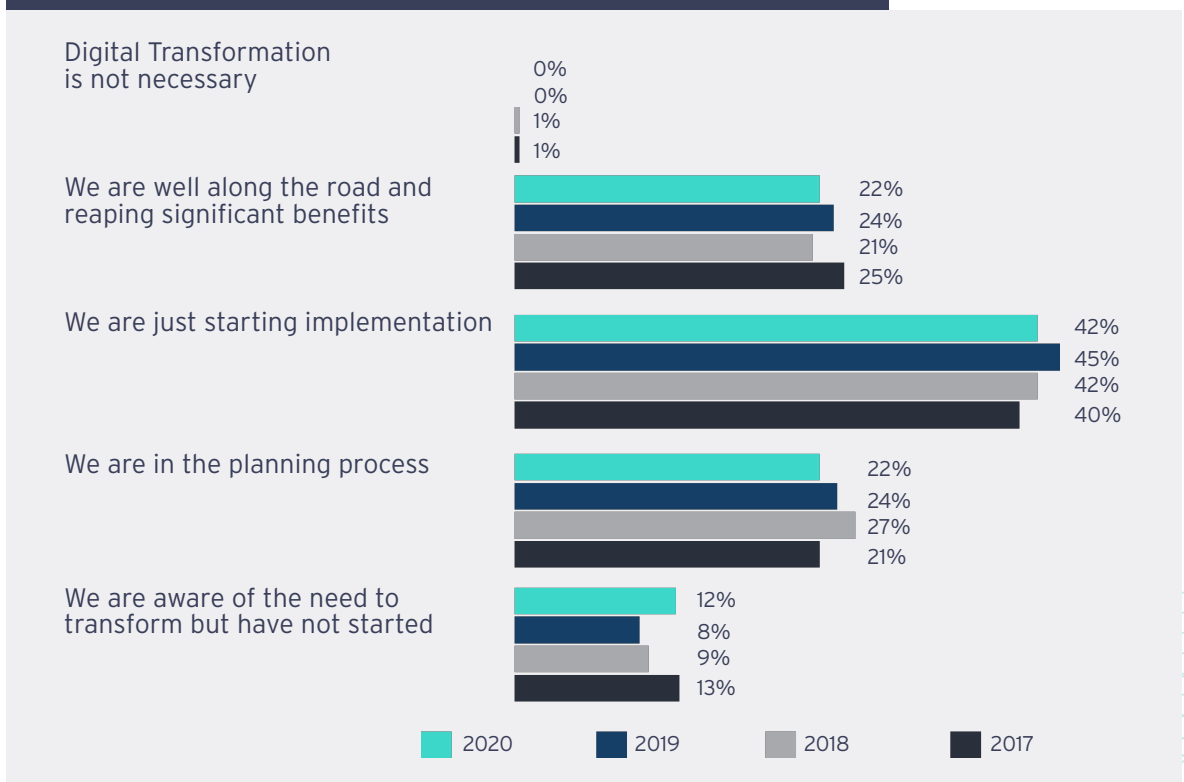 Digital Transformation
is not necessary
0%
0%
1%
1%
We are well along the road and
reaping significant benefits
22%
24%
21%
25%
We are just starting implementation
42%
45%
42%
40%
We are in the planning process
22%
24%
27%
21%
We are aware of the need to
transform but have not started
12%
8%
9%
13%
2020 2019 2018 2017